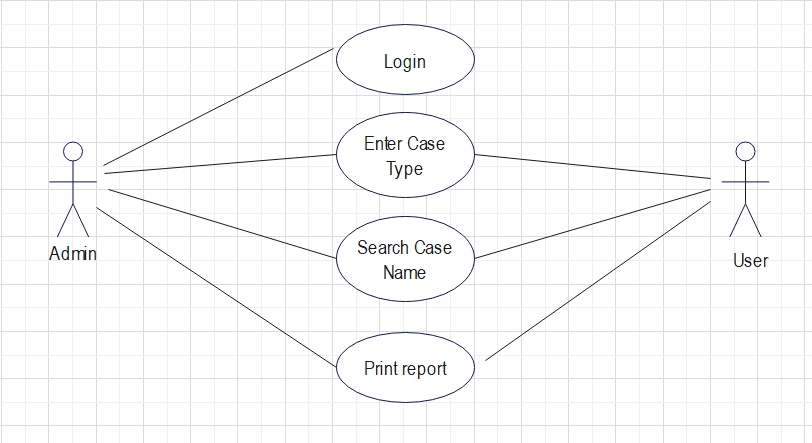 Login
Enter Case
Type
Admin
Search Case
Name
User
Print report